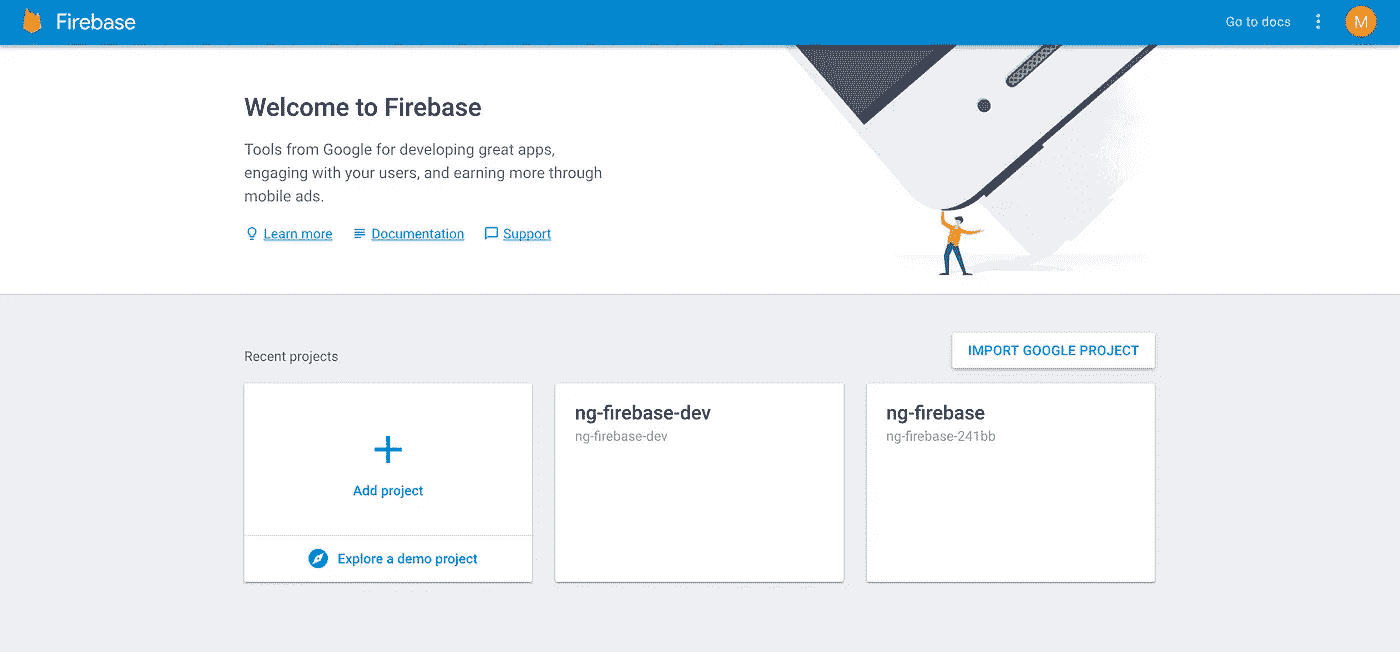 Firebase
Go to docs
M
Welcome to Firebase
Tools from Google for developing great apps,
engaging with your users, and earning more through
mobile ads.
Learn more
Documentation
Support
Recent projects
IMPORT GOOGLE PROJECT
Add project
Explore a demo project
ng-firebase-dev
ng-firebase-dev
ng-firebase
ng-firebase-241bb